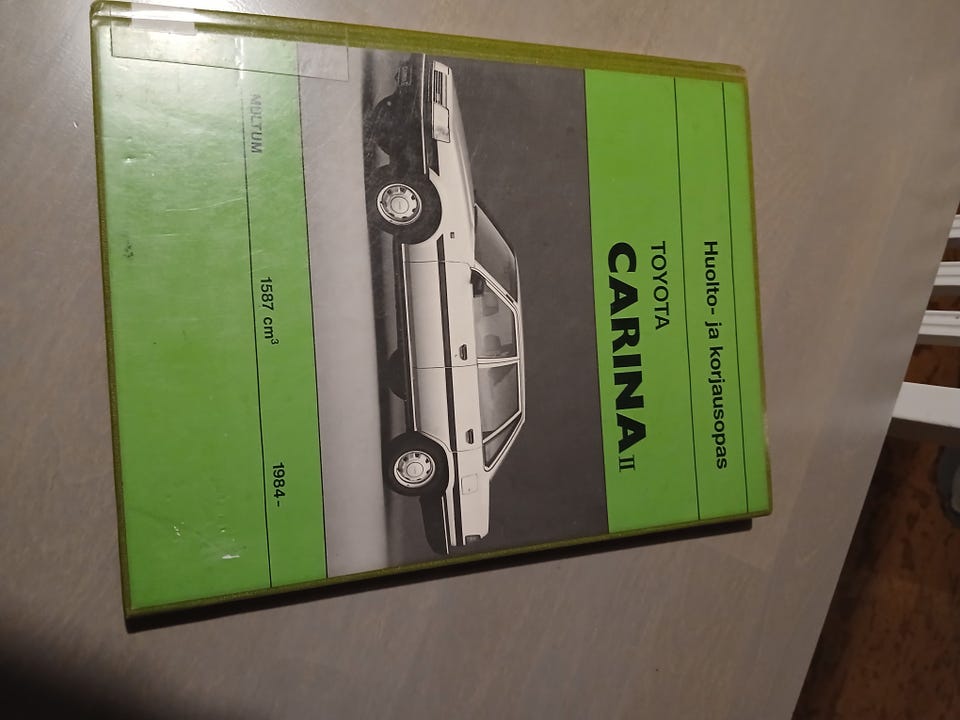 Huolto- ja korjausopas
TOYOTA
CARINA II
MULTUM 1587 cm³ 1984-